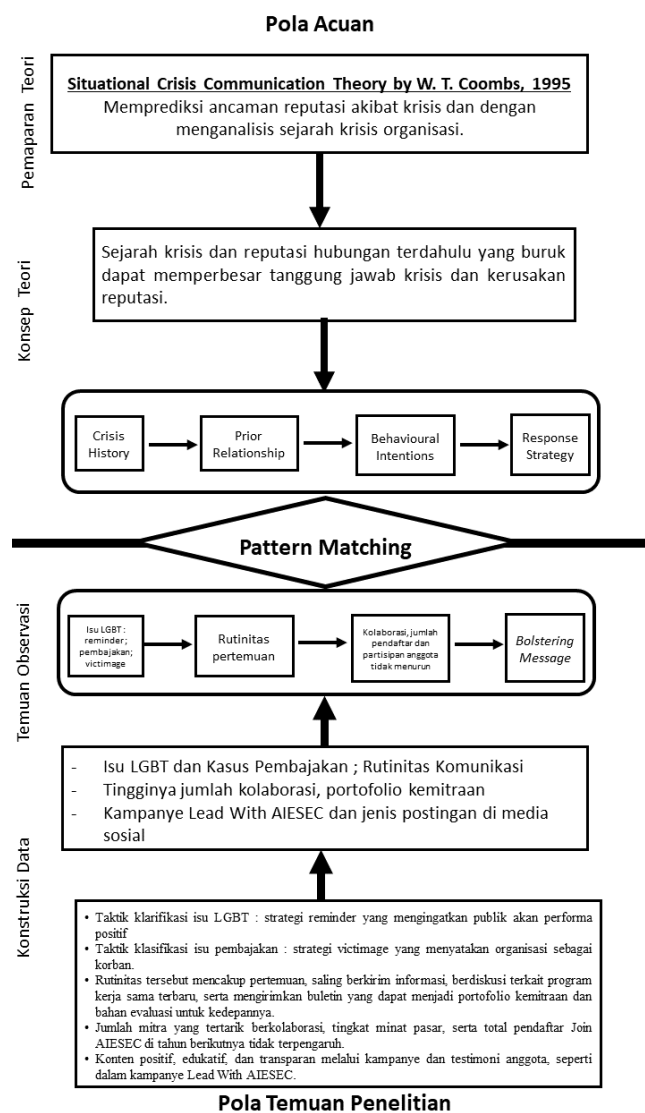 Pola Acuan
Pemaparan Teori
Situational Crisis Communication Theory by W. T. Coombs, 1995
Memprediksi ancaman reputasi akibat krisis dan dengan
menganalisis sejarah krisis organisasi.
Konsep Teori
Sejarah krisis dan reputasi hubungan terdahulu yang buruk
dapat memperbesar tanggung jawab krisis dan kerusakan
reputasi.
Crisis
History
Prior
Relationship
Behavioural
Intentions
Response
Strategy
Pattern Matching
Temuan Observasi
Isu LGBT :
reminder;
pembajakan;
victimage
Rutinitas
pertemuan
Kolaborasi, jumlah
pendaftar dan
partisipan anggota
tidak menurun
Bolstering
Message
Konstruksi Data
- Isu LGBT dan Kasus Pembajakan ; Rutinitas Komunikasi
- Tingginya jumlah kolaborasi, portofolio kemitraan
- Kampanye Lead With AIESEC dan jenis postingan di media
sosial
• Taktik klarifikasi isu LGBT : strategi reminder yang mengingatkan publik akan performa
positif
• Taktik klasifikasi isu pembajakan : strategi victimage yang menyatakan organisasi sebagai
korban.
• Rutinitas tersebut mencakup pertemuan, saling berkirim informasi, berdiskusi terkait program
kerja sama terbaru, serta mengirimkan buletin yang dapat menjadi portofolio kemitraan dan
bahan evaluasi untuk kedepannya.
• Jumlah mitra yang tertarik berkolaborasi, tingkat minat pasar, serta total pendaftar Join
AIESEC di tahun berikutnya tidak terpengaruh.
• Konten positif, edukatif, dan transparan melalui kampanye dan testimoni anggota, seperti
dalam kampanye Lead With AIESEC.
Pola Temuan Penelitian